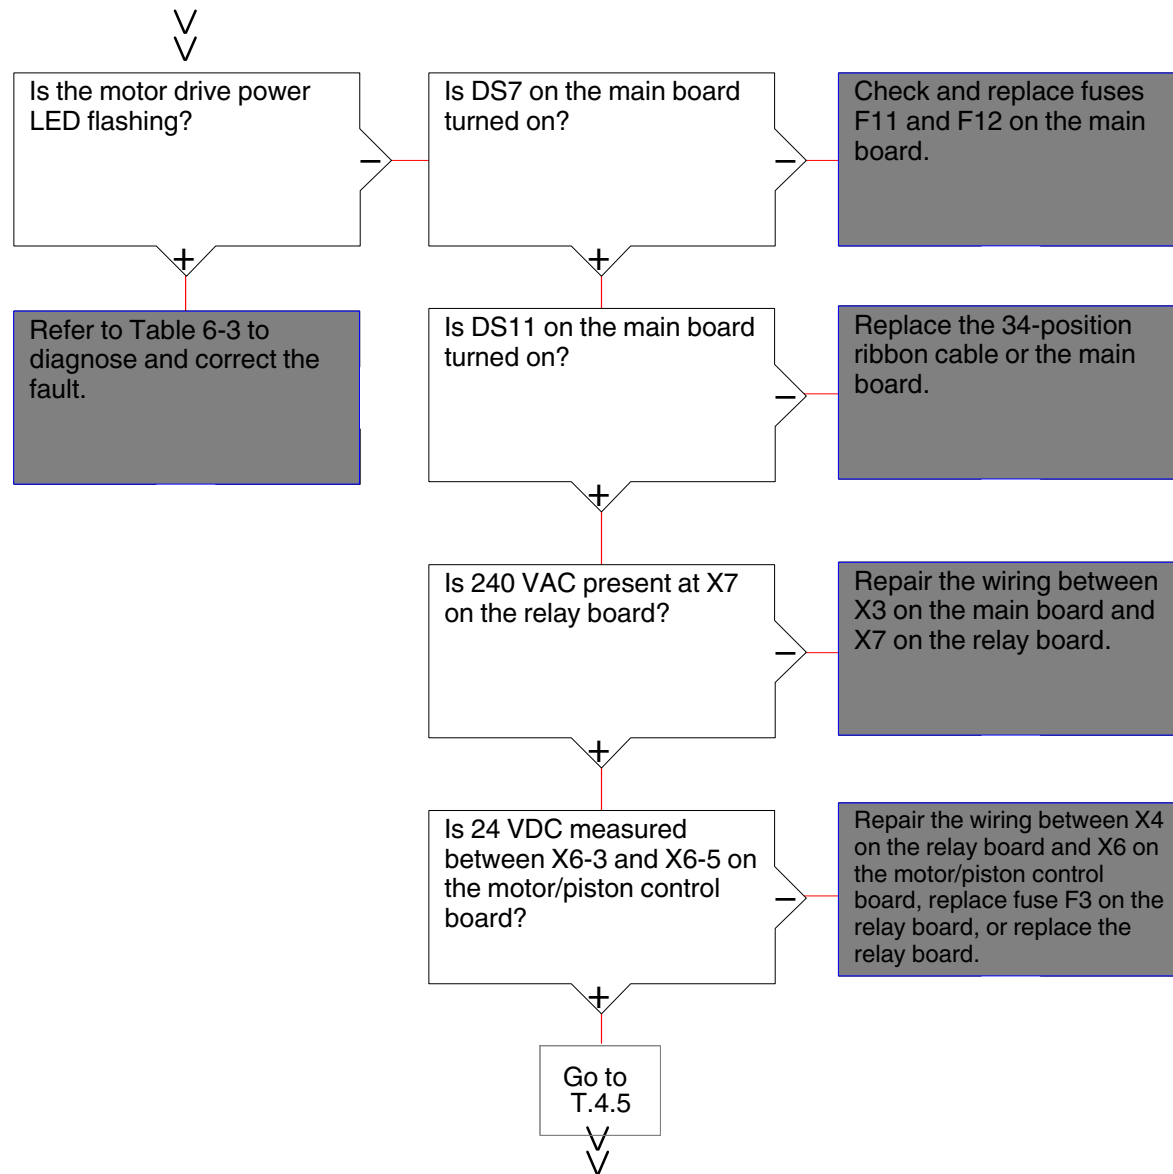 Is the motor drive power
LED flashing?
–
+
Is DS7 on the main board
turned on?
–
+
Check and replace fuses
F11 and F12 on the main
board.
Refer to Table 6-3 to
diagnose and correct the
fault.
Is DS11 on the main board
turned on?
–
+
Replace the 34-position
ribbon cable or the main
board.
Is 240 VAC present at X7
on the relay board?
–
+
Repair the wiring between
X3 on the main board and
X7 on the relay board.
Is 24 VDC measured
between X6-3 and X6-5 on
the motor/piston control
board?
–
+
Repair the wiring between X4
on the relay board and X6 on
the motor/piston control
board, replace fuse F3 on the
relay board, or replace the
relay board.
Go to
T.4.5